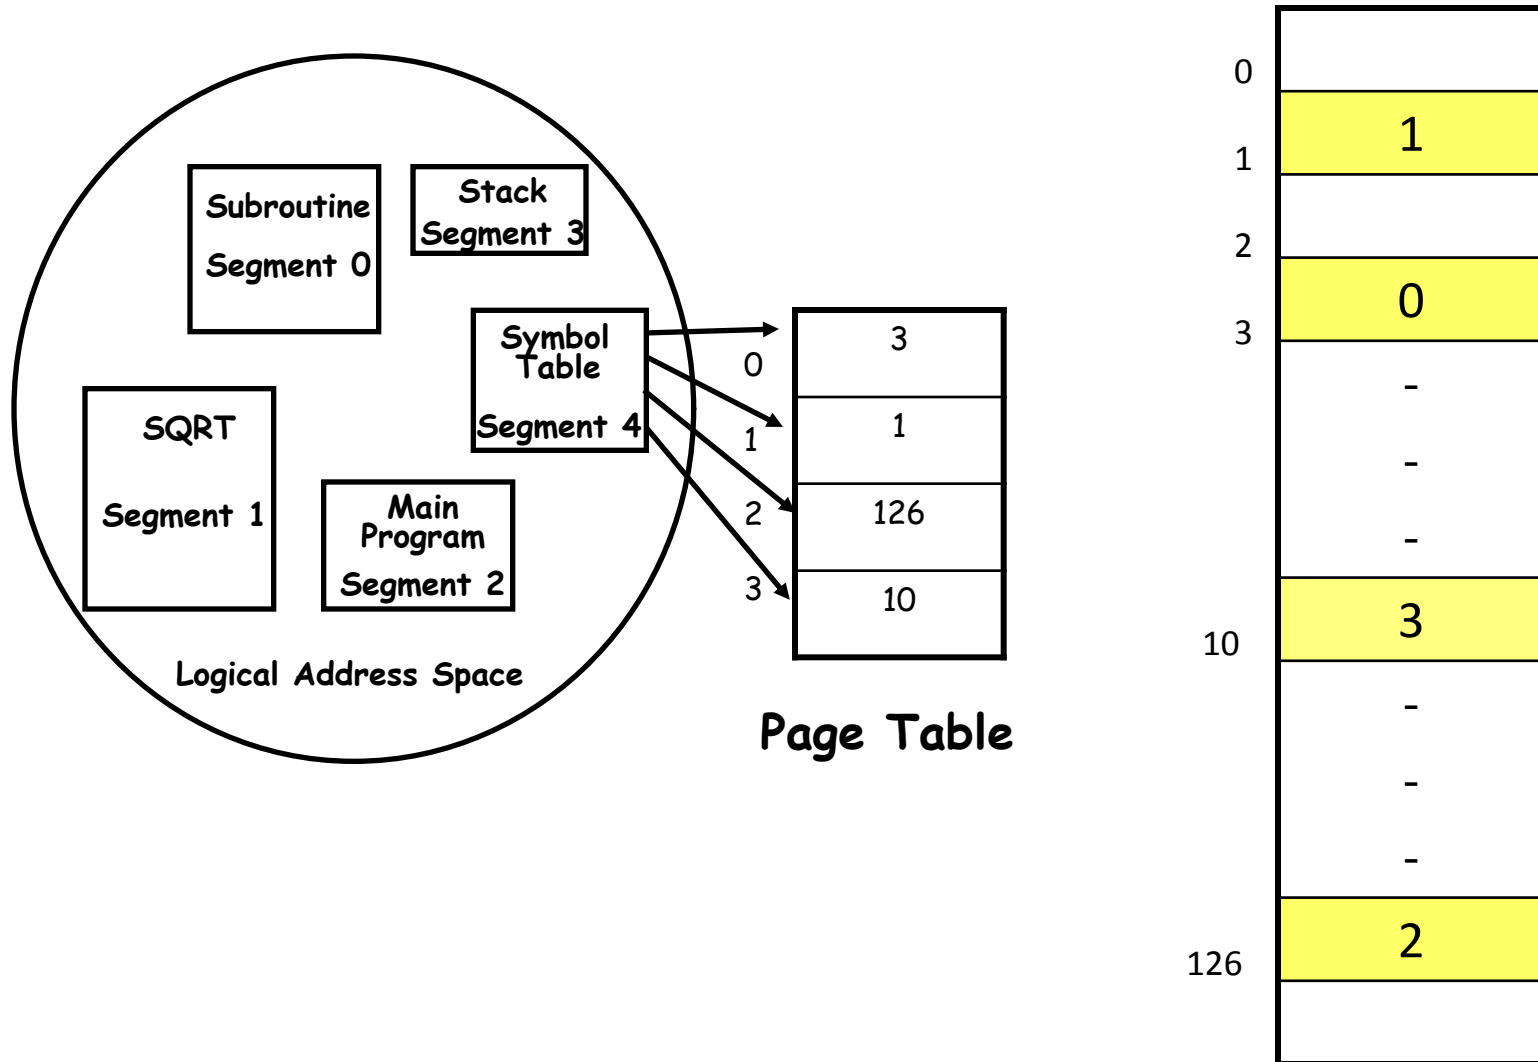 Subroutine
Segment 0
Stack
Segment 3
Symbol
Table
Segment 4
SQRT
Segment 1
Main
Program
Segment 2
Logical Address Space
0
1
2
3
3
1
126
10
Page Table
0
1
1
2
0
3
-
-
-
3
10
-
-
-
2
126